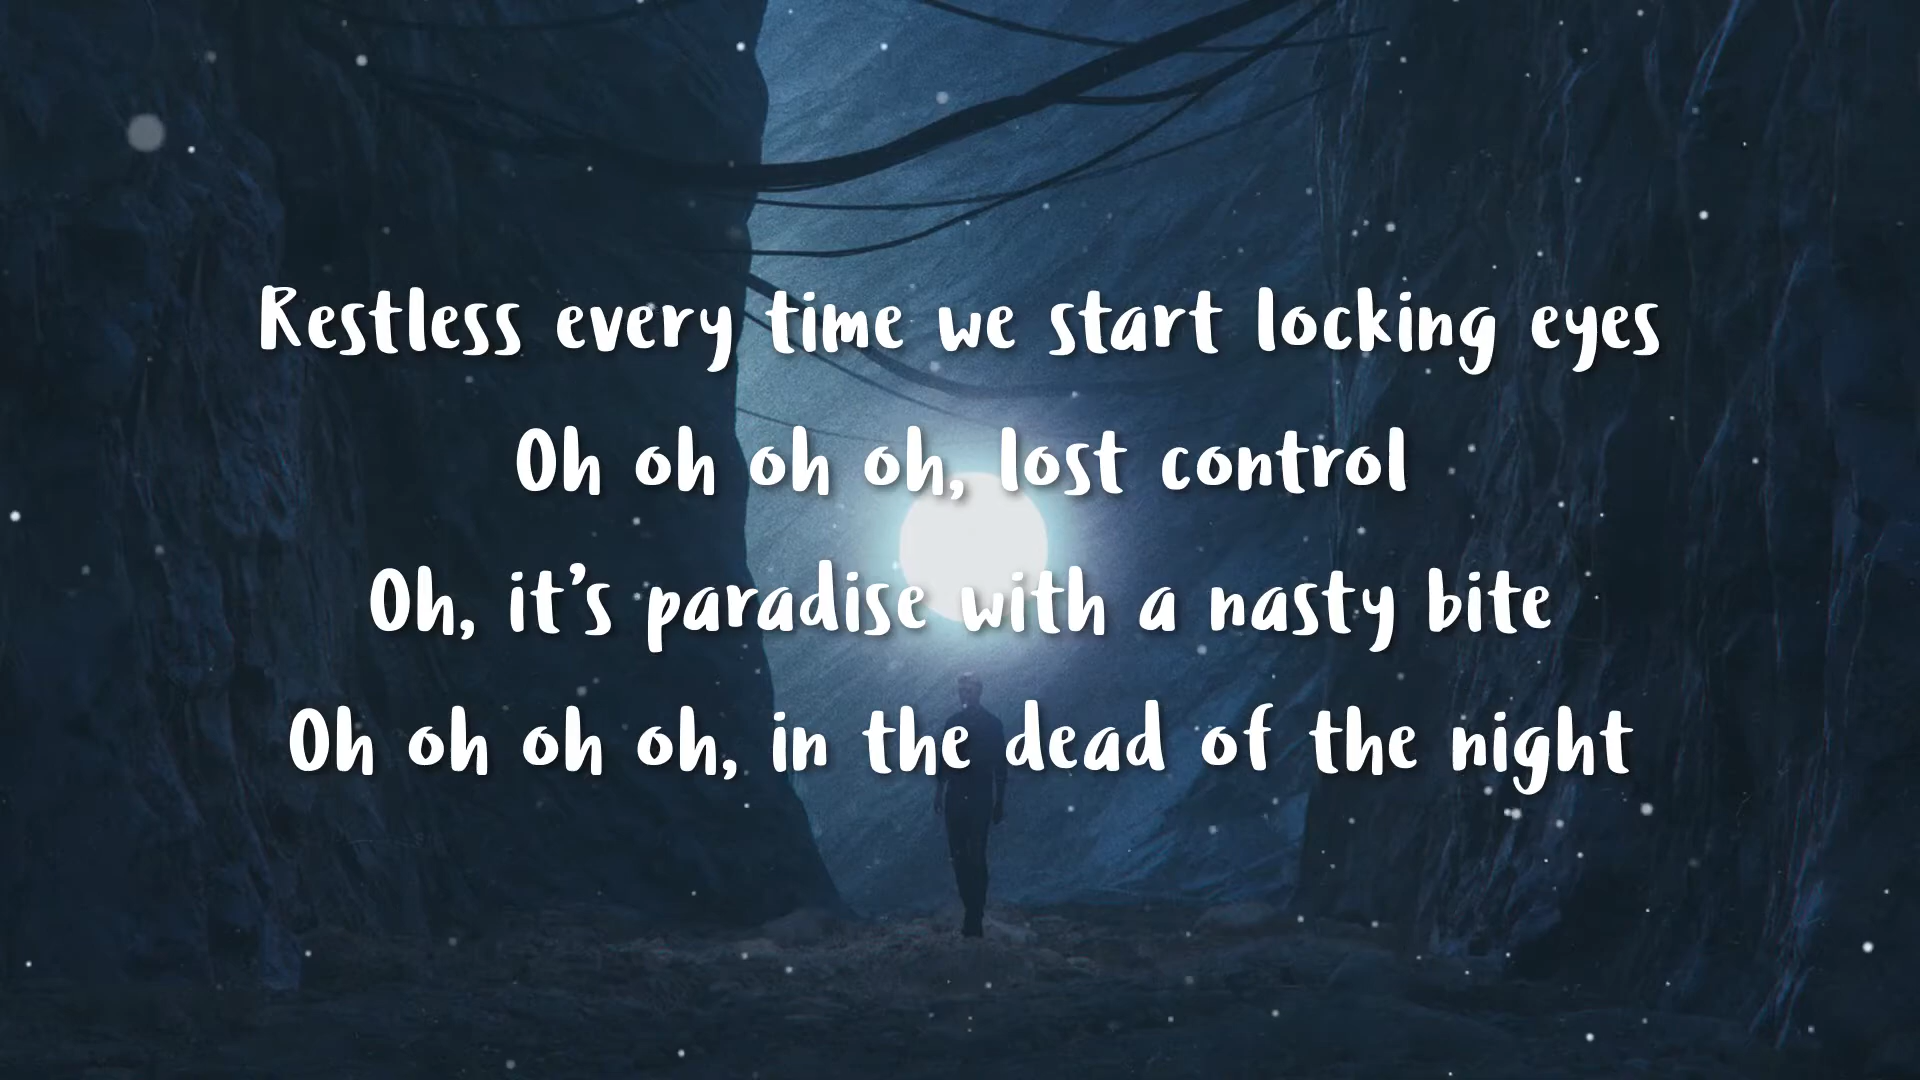 Restless every time we start locking eyes
Oh oh oh oh, lost control
Oh, it's paradise with a nasty bite
Oh oh oh oh, in the dead of the night